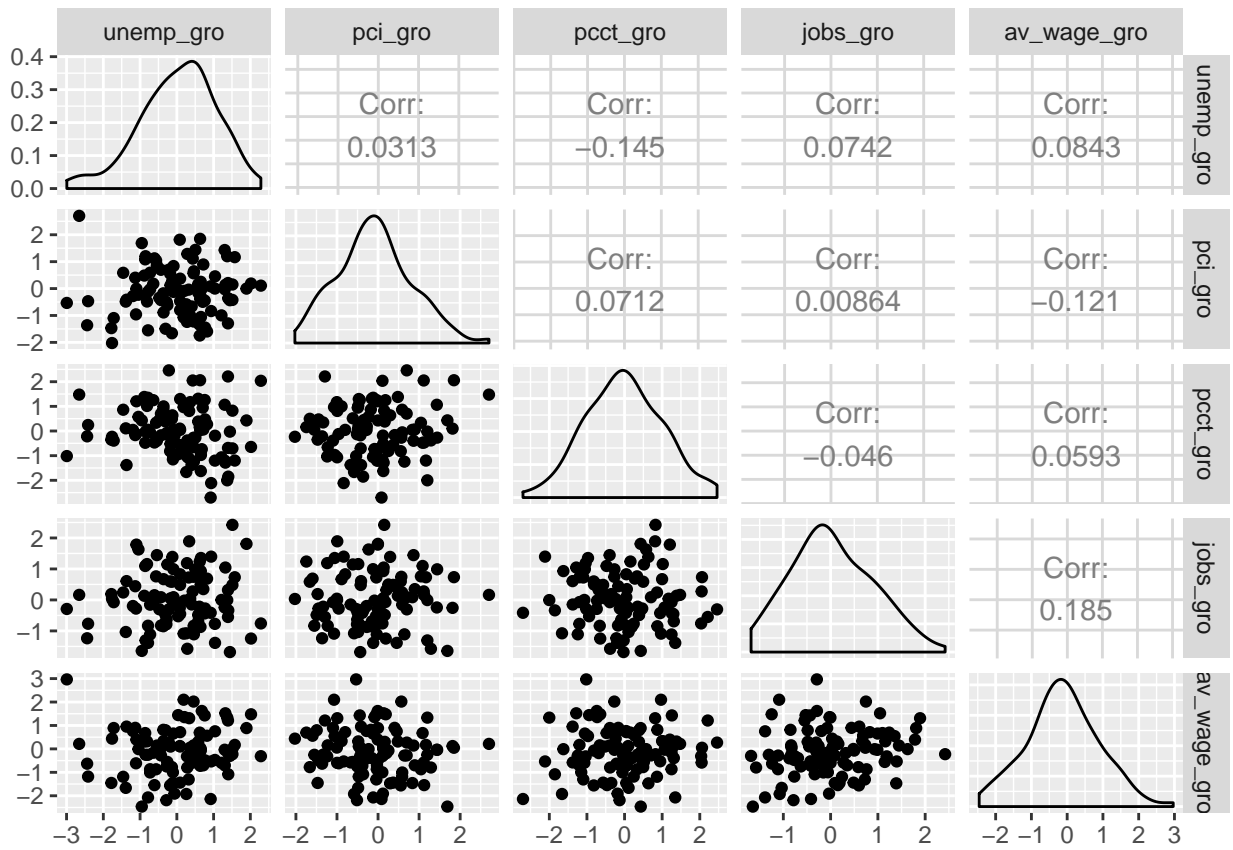 unemp_gro pci_gro pcct_gro jobs_gro av_wage_gro
0.4
0.3
0.2
0.1
0.0
Corr:
0.0313
Corr:
−0.145
Corr:
0.0742
Corr:
0.0843
unemp_gro
2
1
0
−1
−2
Corr:
0.0712
Corr:
0.00864
Corr:
−0.121
pci_gro
2
1
0
−1
−2
Corr:
−0.046
Corr:
0.0593
pcct_gro
2
1
0
−1
Corr:
0.185
jobs_gro
3
2
1
0
−1
−2
av_wage_gro
−3 −2 −1 0 1 2 −2 −1 0 1 2 −2 −1 0 1 2 −1 0 1 2 −2 −1 0 1 2 3